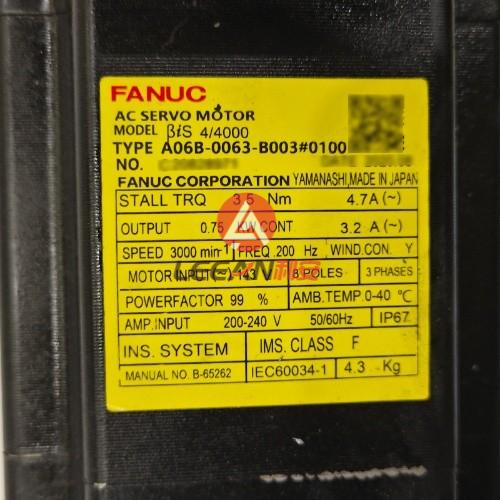 FANUC
AC SERVO MOTOR
MODEL βiS 4/4000
TYPE A06B-0063-B003#0100
NO.
DATE
FANUC CORPORATION YAMANASHI, MADE IN JAPAN
STALL TRQ 3.5 Nm 4.7A(~)
OUTPUT 0.75 KW CONT. 3.2 A(~)
SPEED 3000 min-1 FREQ. 200 Hz WIND.CON. Y
MOTOR INPUT 143 8 POLES 3 PHASES
LEEAN
POWERFACTOR 99 % AMB.TEMP. 0-40 ℃
AMP.INPUT 200-240 V 50/60Hz IP67
INS. SYSTEM IMS. CLASS F
MANUAL NO. B-65262 IEC60034-1 4.3 Kg